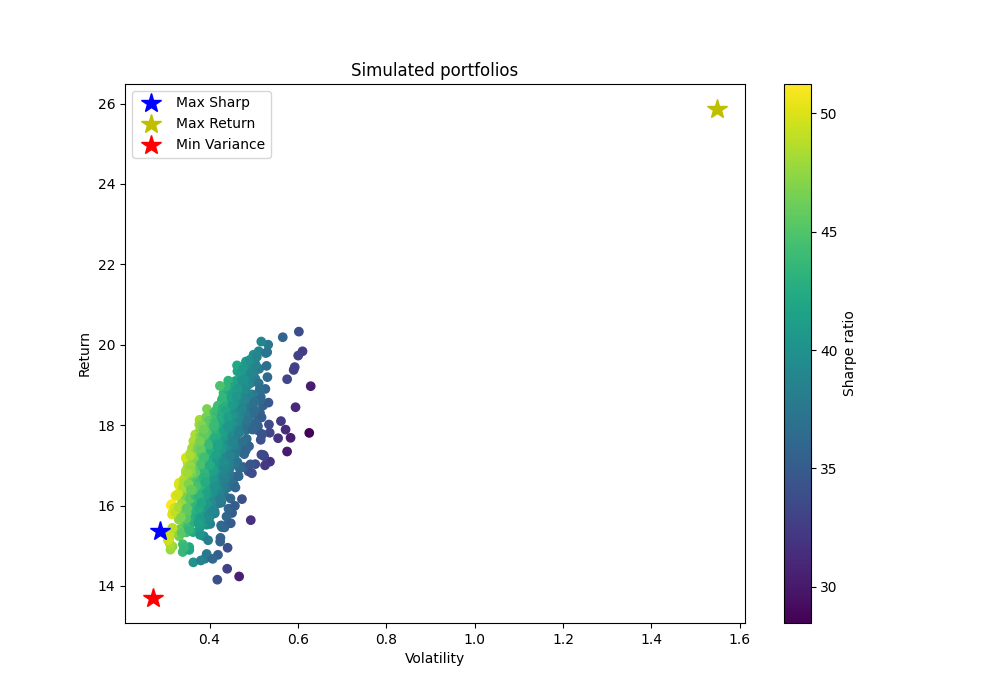 Simulated portfolios
Max Sharp
Max Return
Min Variance
26
24
22
20
18
16
14
Return
0.4 0.6 0.8 1.0 1.2 1.4 1.6
Volatility
50
45
40
35
30
Sharpe ratio